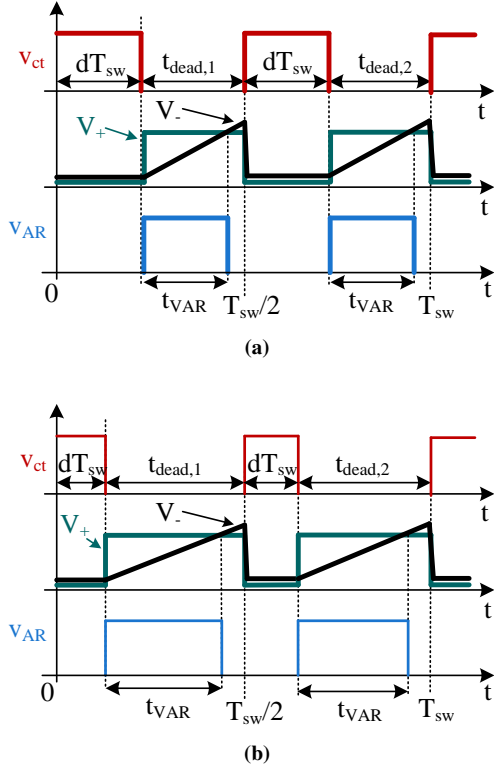 v_ct
dT_sw t_dead,1 dT_sw t_dead,2
t
V_-
V_+
t
v_AR
0 t_VAR T_sw/2 t_VAR T_sw t
(a)
v_ct
dT_sw t_dead,1 dT_sw t_dead,2
t
V_-
V_+
t
v_AR
0 t_VAR T_sw/2 t_VAR T_sw t
(b)